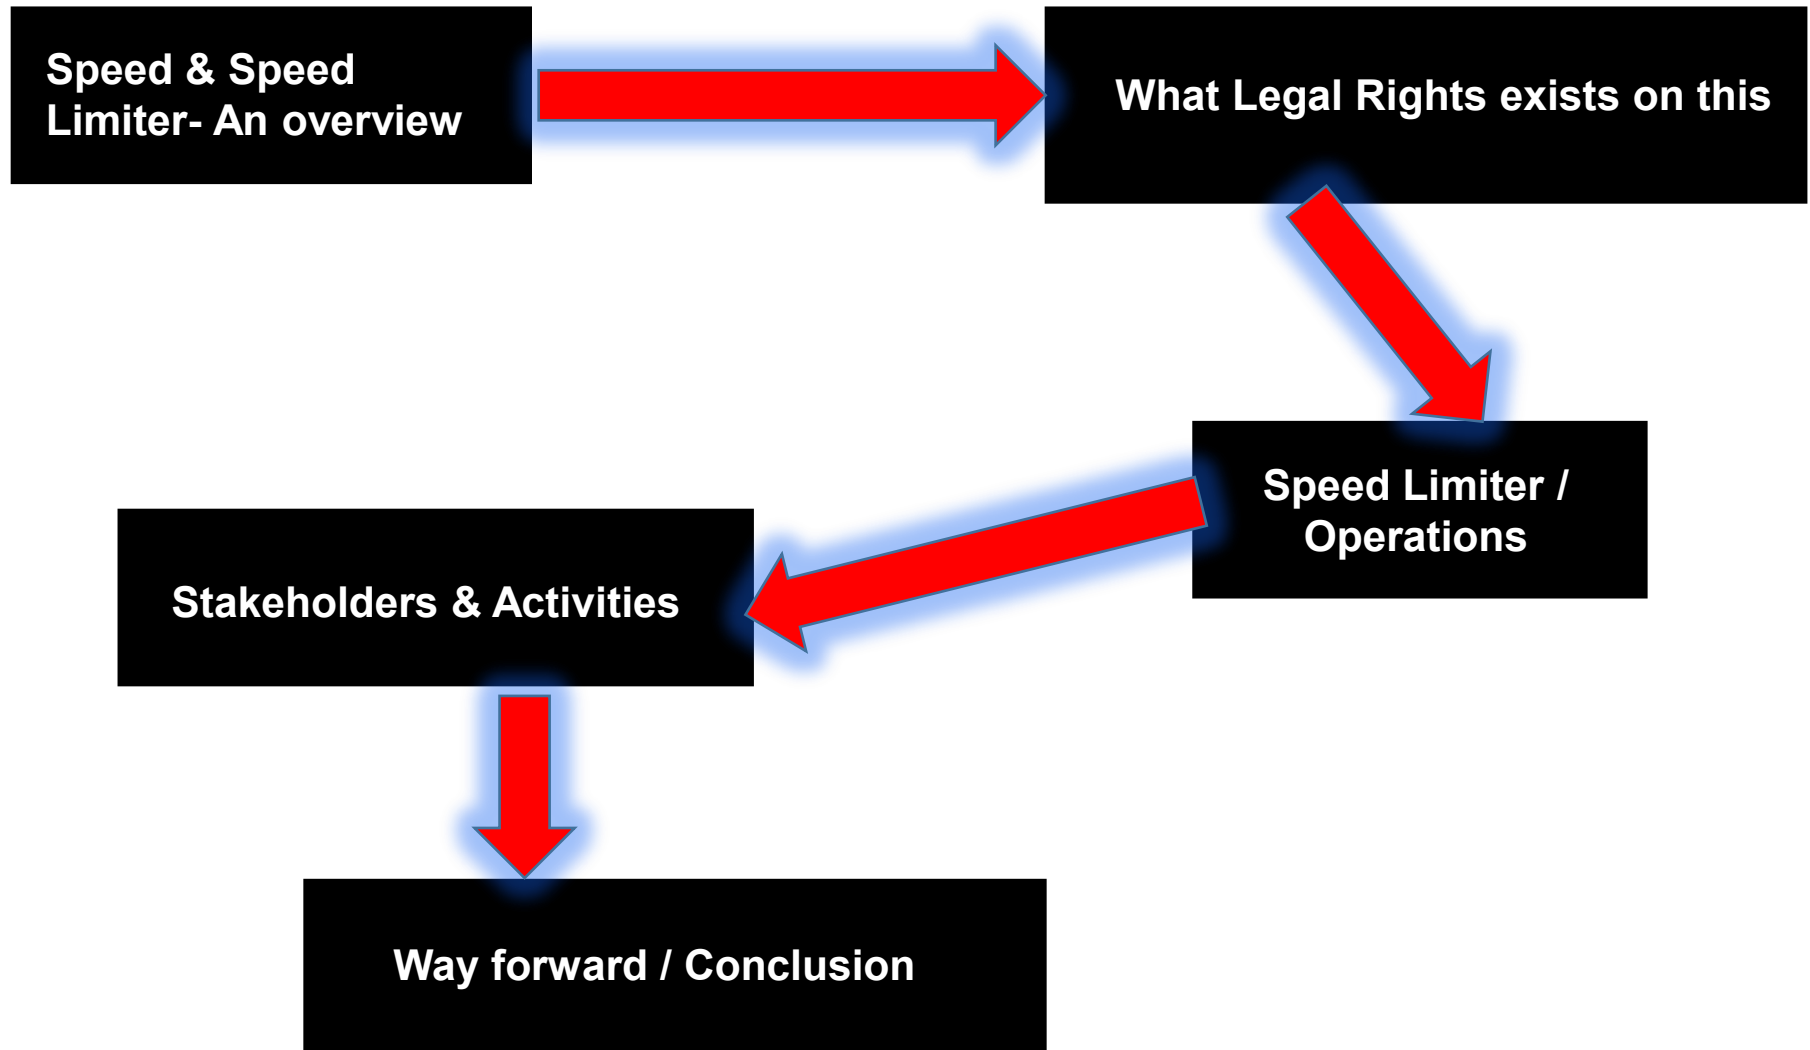 Speed & Speed
Limiter- An overview
What Legal Rights exists on this
Speed Limiter /
Operations
Stakeholders & Activities
Way forward / Conclusion